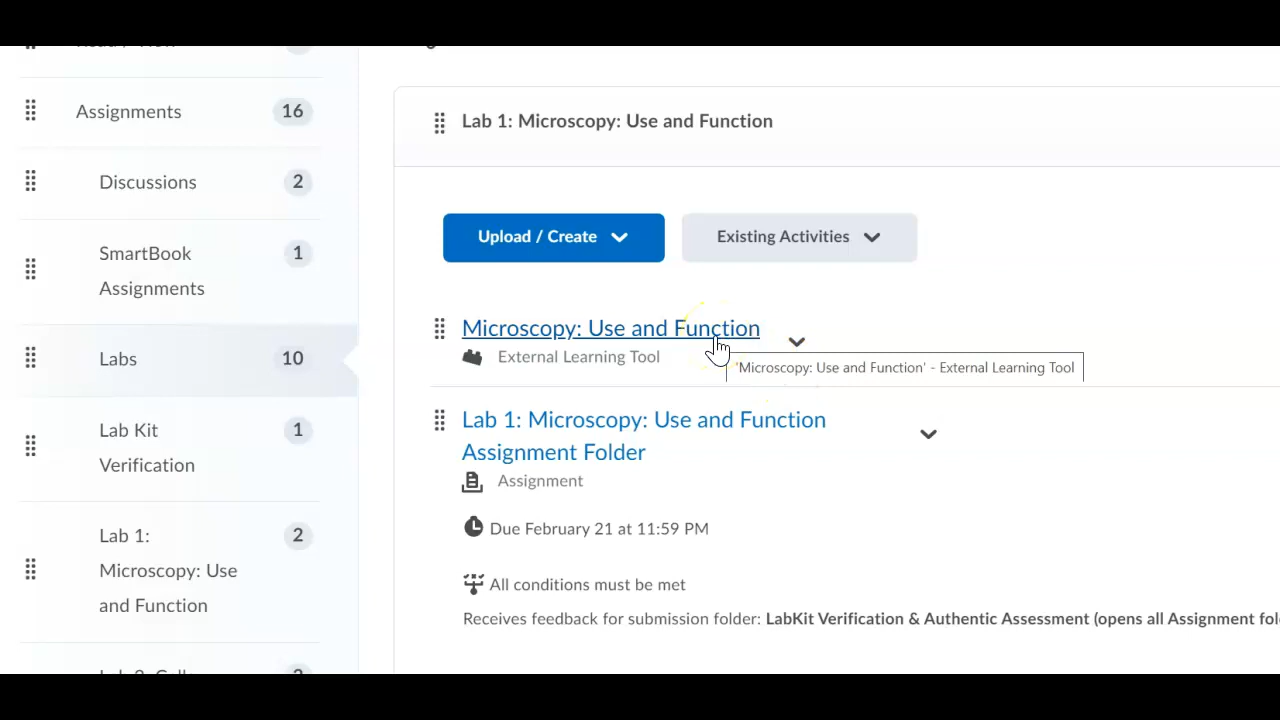 Assignments 16
Discussions 2
SmartBook 1
Assignments
Labs 10
Lab Kit 1
Verification
Lab 1: 2
Microscopy: Use
and Function
Lab 1: Microscopy: Use and Function
Upload / Create
Existing Activities
Microscopy: Use and Function
External Learning Tool
'Microscopy: Use and Function' - External Learning Tool
Lab 1: Microscopy: Use and Function
Assignment Folder
Assignment
Due February 21 at 11:59 PM
All conditions must be met
Receives feedback for submission folder: LabKit Verification & Authentic Assessment (opens all Assignment fol